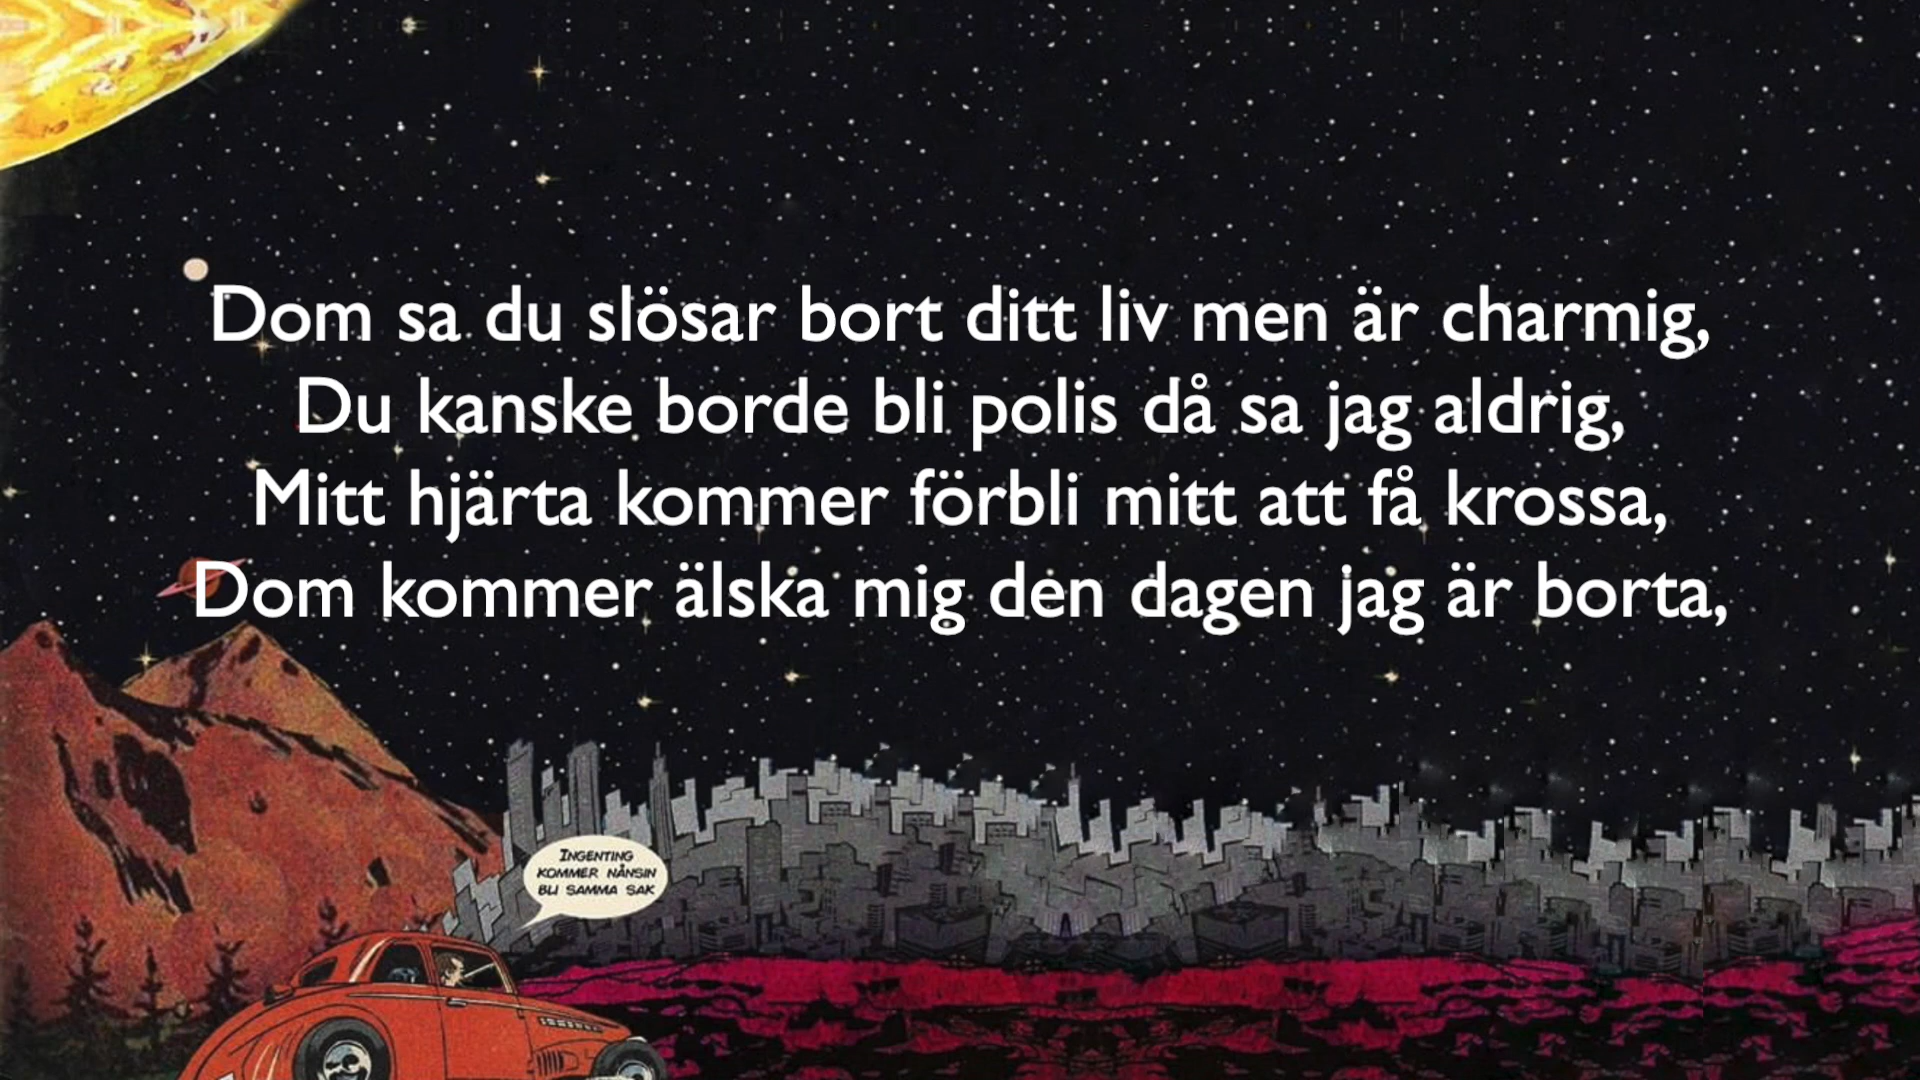 Dom sa du slösar bort ditt liv men är charmig,
Du kanske borde bli polis då sa jag aldrig,
Mitt hjärta kommer förbli mitt att få krossa,
Dom kommer älska mig den dagen jag är borta,
INGENTING
KOMMER NÅNSIN
BLI SAMMA SAK